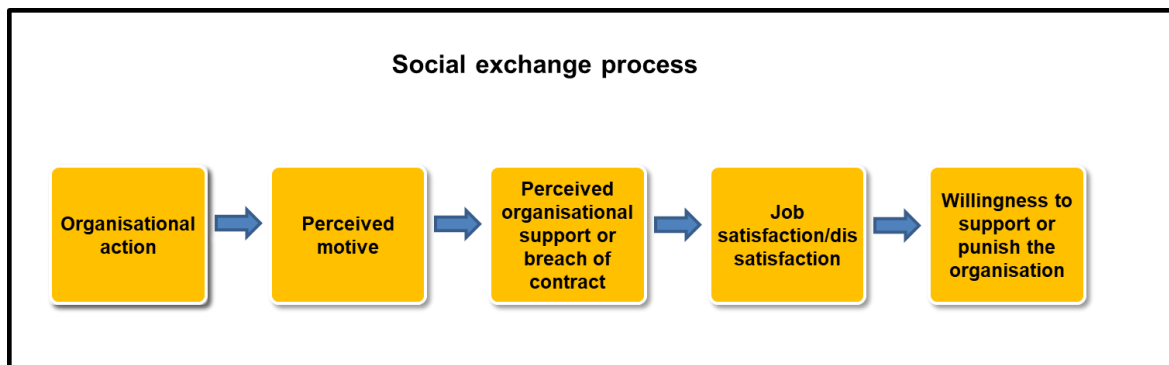 Social exchange process
Organisational
action
Perceived
motive
Perceived
organisational
support or
breach of
contract
Job
satisfaction/dis
satisfaction
Willingness to
support or
punish the
organisation